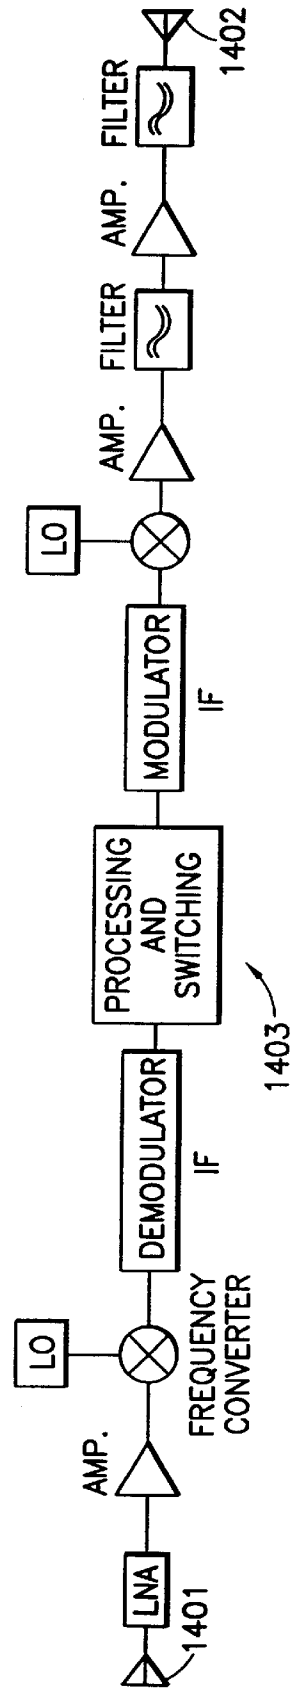 1401
LNA
AMP.
LO
FREQUENCY
CONVERTER
DEMODULATOR
IF
PROCESSING
AND
SWITCHING
1403
MODULATOR
IF
LO
AMP.
FILTER
AMP.
FILTER
1402